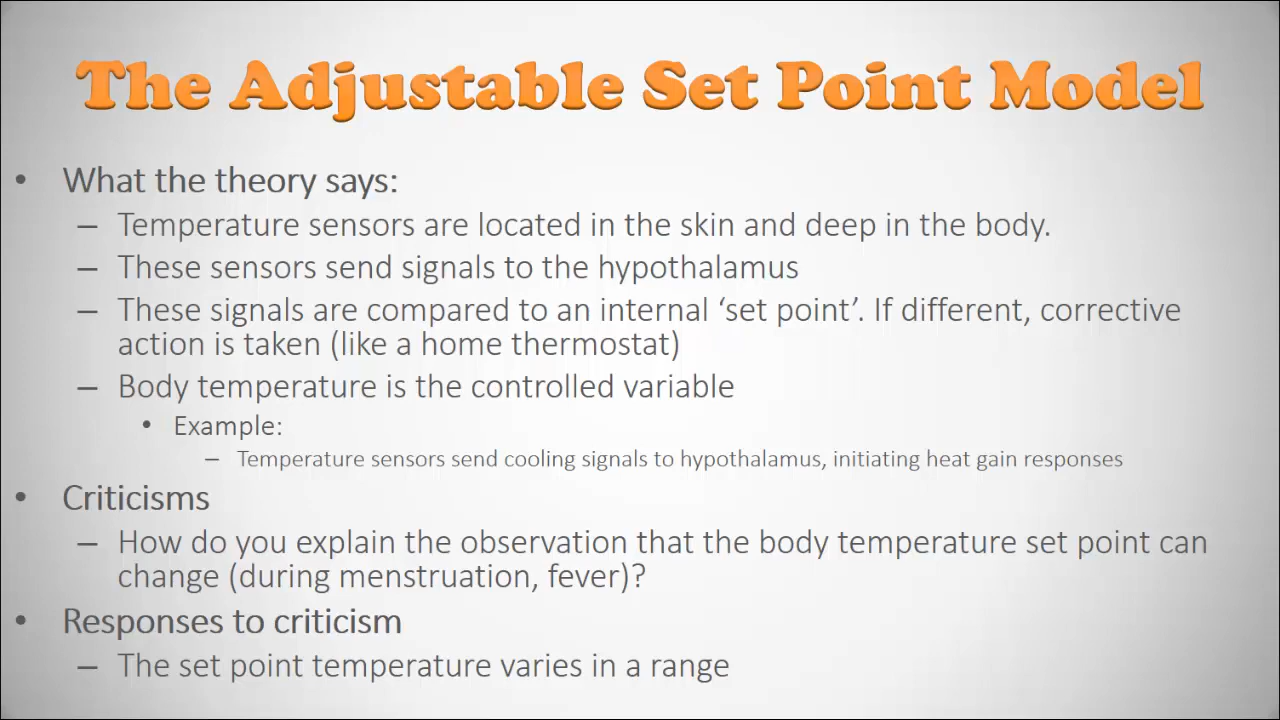 The Adjustable Set Point Model
• What the theory says:
– Temperature sensors are located in the skin and deep in the body.
– These sensors send signals to the hypothalamus
– These signals are compared to an internal ‘set point’. If different, corrective
action is taken (like a home thermostat)
– Body temperature is the controlled variable
• Example:
– Temperature sensors send cooling signals to hypothalamus, initiating heat gain responses
• Criticisms
– How do you explain the observation that the body temperature set point can
change (during menstruation, fever)?
• Responses to criticism
– The set point temperature varies in a range